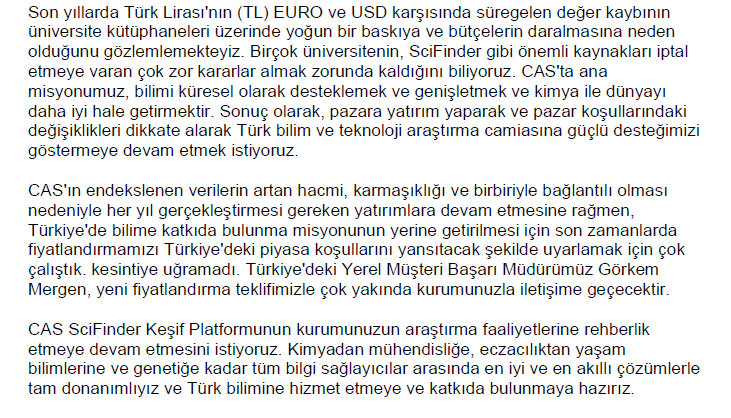 Son yıllarda Türk Lirası'nın (TL) EURO ve USD karşısında süregelen değer kaybının
üniversite kütüphaneleri üzerinde yoğun bir baskıya ve bütçelerin daralmasına neden
olduğunu gözlemlemekteyiz. Birçok üniversitenin, SciFinder gibi önemli kaynakları iptal
etmeye varan çok zor kararlar almak zorunda kaldığını biliyoruz. CAS'ta ana
misyonumuz, bilimi küresel olarak desteklemek ve genişletmek ve kimya ile dünyayı
daha iyi hale getirmektir. Sonuç olarak, pazara yatırım yaparak ve pazar koşullarındaki
değişiklikleri dikkate alarak Türk bilim ve teknoloji araştırma camiasına güçlü desteğimizi
göstermeye devam etmek istiyoruz.
CAS'ın endekslenen verilerin artan hacmi, karmaşıklığı ve birbiriyle bağlantılı olması
nedeniyle her yıl gerçekleştirmesi gereken yatırımlara devam etmesine rağmen,
Türkiye'de bilime katkıda bulunma misyonunun yerine getirilmesi için son zamanlarda
fiyatlandırmamızı Türkiye'deki piyasa koşullarını yansıtacak şekilde uyarlamak için çok
çalıştık. kesintiye uğramadı. Türkiye'deki Yerel Müşteri Başarı Müdürümüz Görkem
Mergen, yeni fiyatlandırma teklifimizle çok yakında kurumunuzla iletişime geçecektir.
CAS SciFinder Keşif Platformunun kurumunuzun araştırma faaliyetlerine rehberlik
etmeye devam etmesini istiyoruz. Kimyadan mühendisliğe, eczacılıktan yaşam
bilimlerine ve genetiğe kadar tüm bilgi sağlayıcılar arasında en iyi ve en akıllı çözümlerle
tam donanımlıyız ve Türk bilimine hizmet etmeye ve katkıda bulunmaya hazırız.